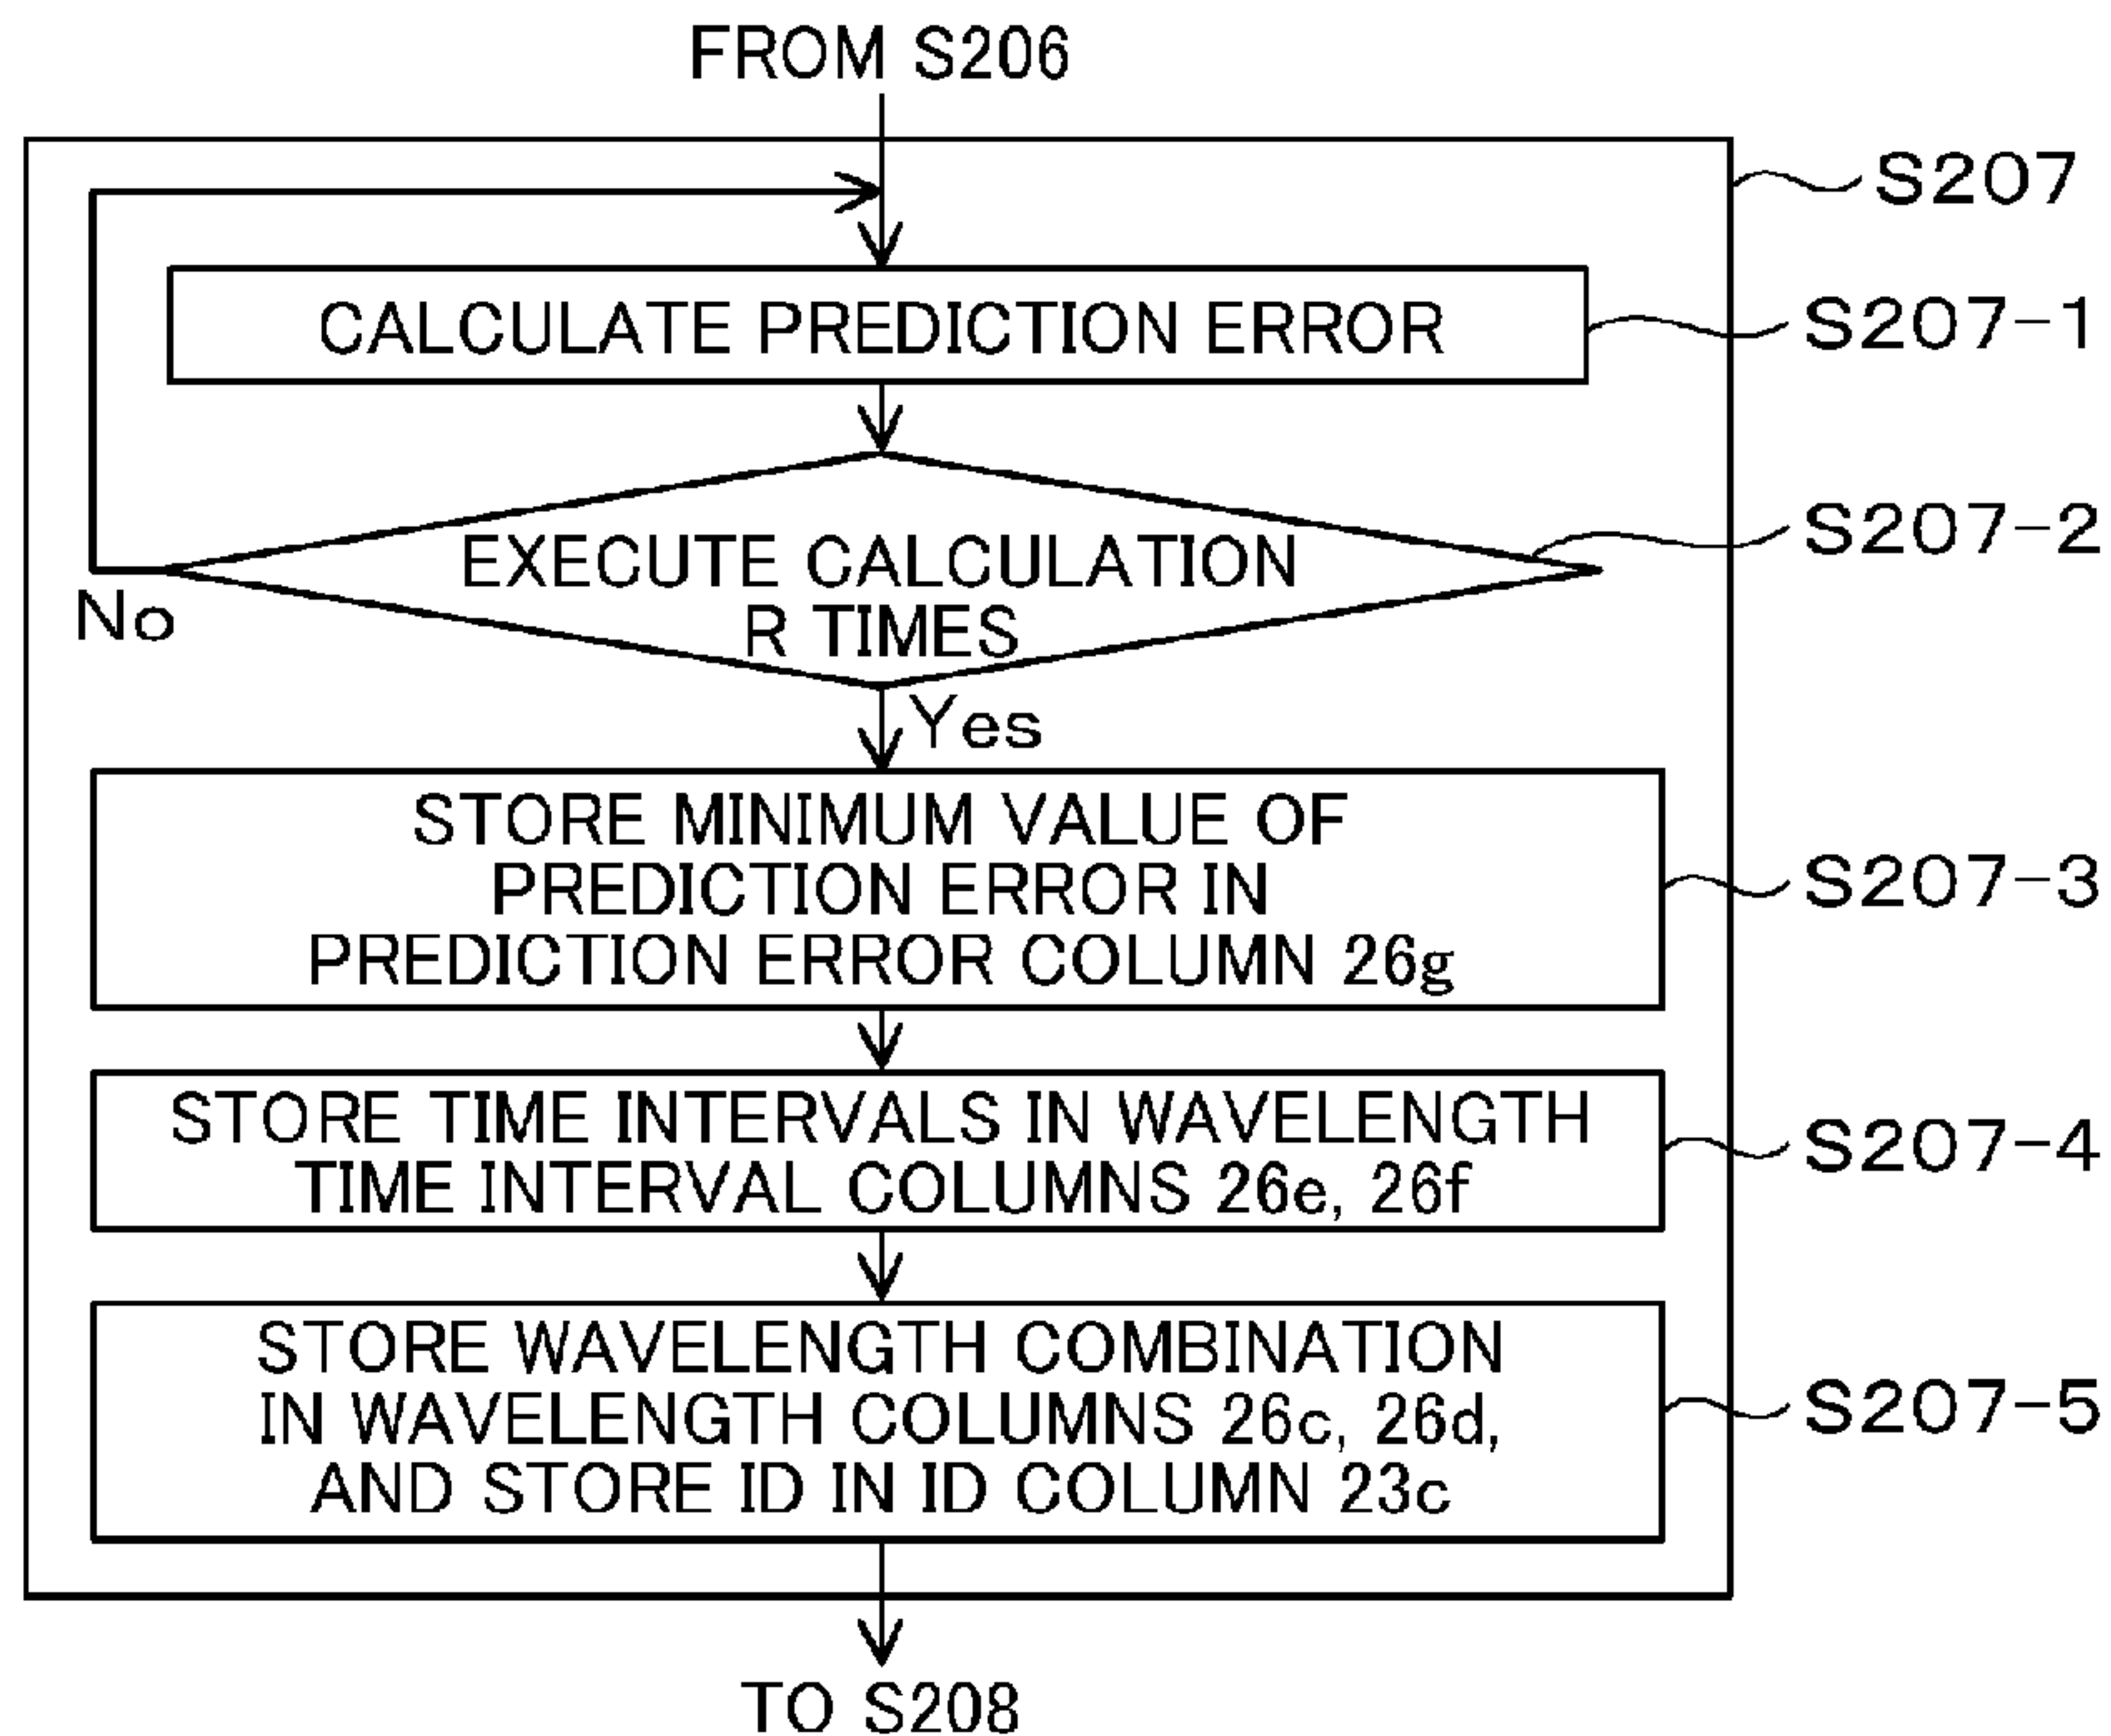 FROM S206
S207
CALCULATE PREDICTION ERROR
S207-1
EXECUTE CALCULATION
R TIMES
S207-2
No
Yes
STORE MINIMUM VALUE OF
PREDICTION ERROR IN
PREDICTION ERROR COLUMN 26g
S207-3
STORE TIME INTERVALS IN WAVELENGTH
TIME INTERVAL COLUMNS 26e, 26f
S207-4
STORE WAVELENGTH COMBINATION
IN WAVELENGTH COLUMNS 26c, 26d,
AND STORE ID IN ID COLUMN 23c
S207-5
TO S208